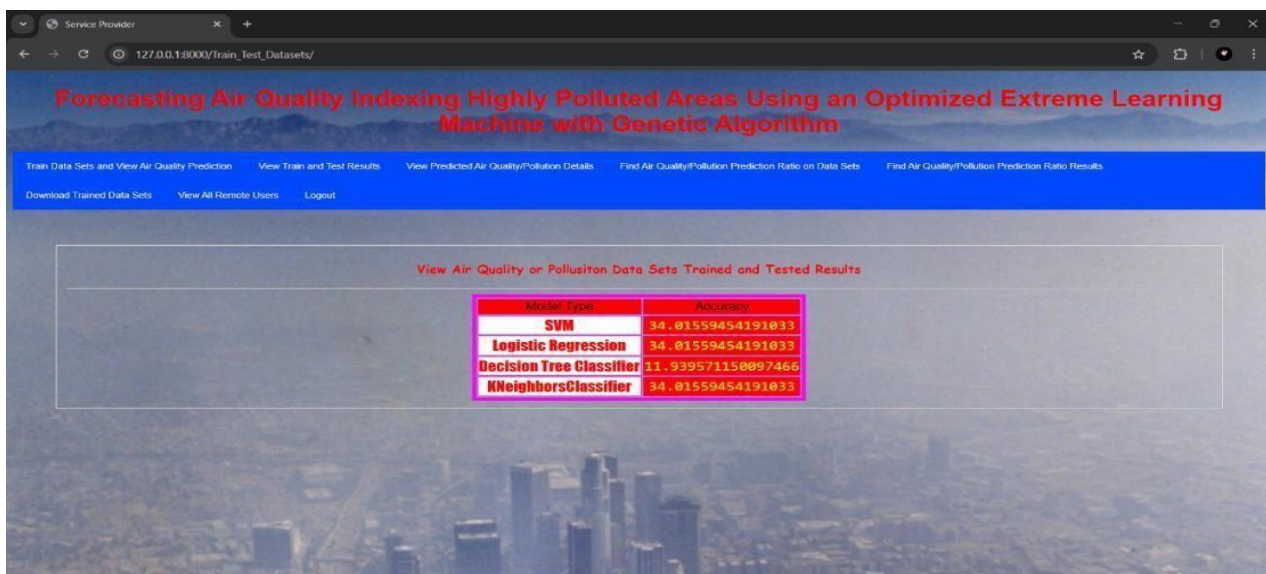 Service Provider
127.0.0.1:8000/Train_Test_Datasets/
Forecasting Air Quality Indexing Highly Polluted Areas Using an Optimized Extreme Learning
Machine with Genetic Algorithm
Train Data Sets and View Air Quality Prediction View Train and Test Results View Predicted Air Quality/Pollution Details Find Air Quality/Pollution Prediction Ratio on Data Sets Find Air Quality/Pollution Prediction Ratio Results
Download Trained Data Sets View All Remote Users Logout
View Air Quality or Pollusiton Data Sets Trained and Tested Results
Model Type Accuracy
SVM 34.01559454191033
Logistic Regression 34.01559454191033
Decision Tree Classifier 11.939571150097466
KNeighborsClassifier 34.01559454191033